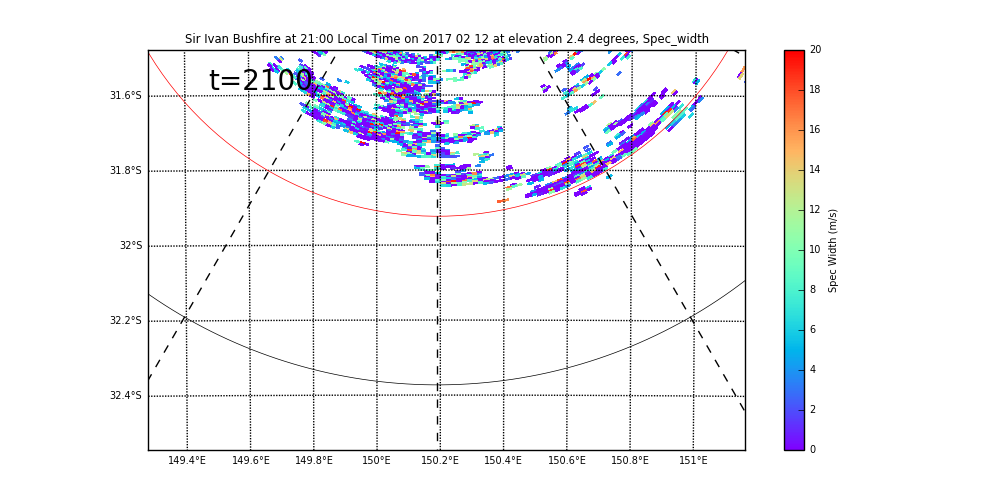 Sir Ivan Bushfire at 21:00 Local Time on 2017 02 12 at elevation 2.4 degrees, Spec_width
t=2100
31.6°S
31.8°S
32°S
32.2°S
32.4°S
149.4°E 149.6°E 149.8°E 150°E 150.2°E 150.4°E 150.6°E 150.8°E 151°E
20
18
16
14
12
10
8
6
4
2
0
Spec Width (m/s)